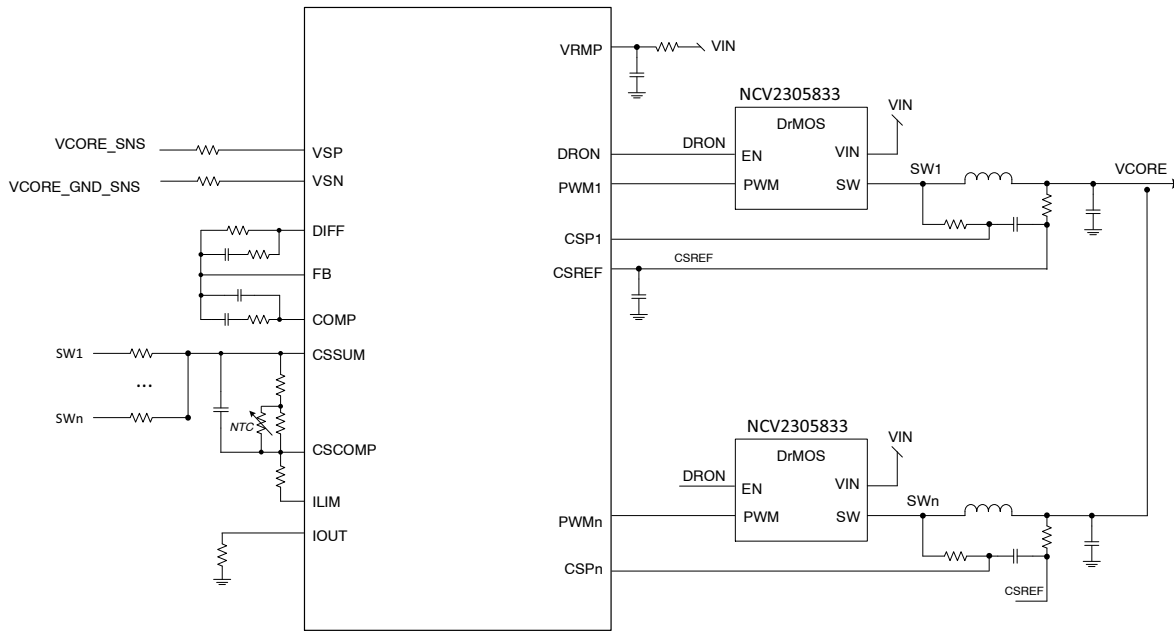 VRMP
VIN
NCV2305833
DrMOS
VIN
VCORE_SNS
VSP
DRON
DRON
EN
VIN
SW1
VCORE
VCORE_GND_SNS
VSN
PWM1
PWM
SW
DIFF
CSP1
FB
CSREF
CSREF
COMP
SW1
CSSUM
...
SWn
NTC
NCV2305833
DrMOS
VIN
CSCOMP
DRON
EN
VIN
ILIM
SWn
PWMn
PWM
SW
IOUT
CSPn
CSREF